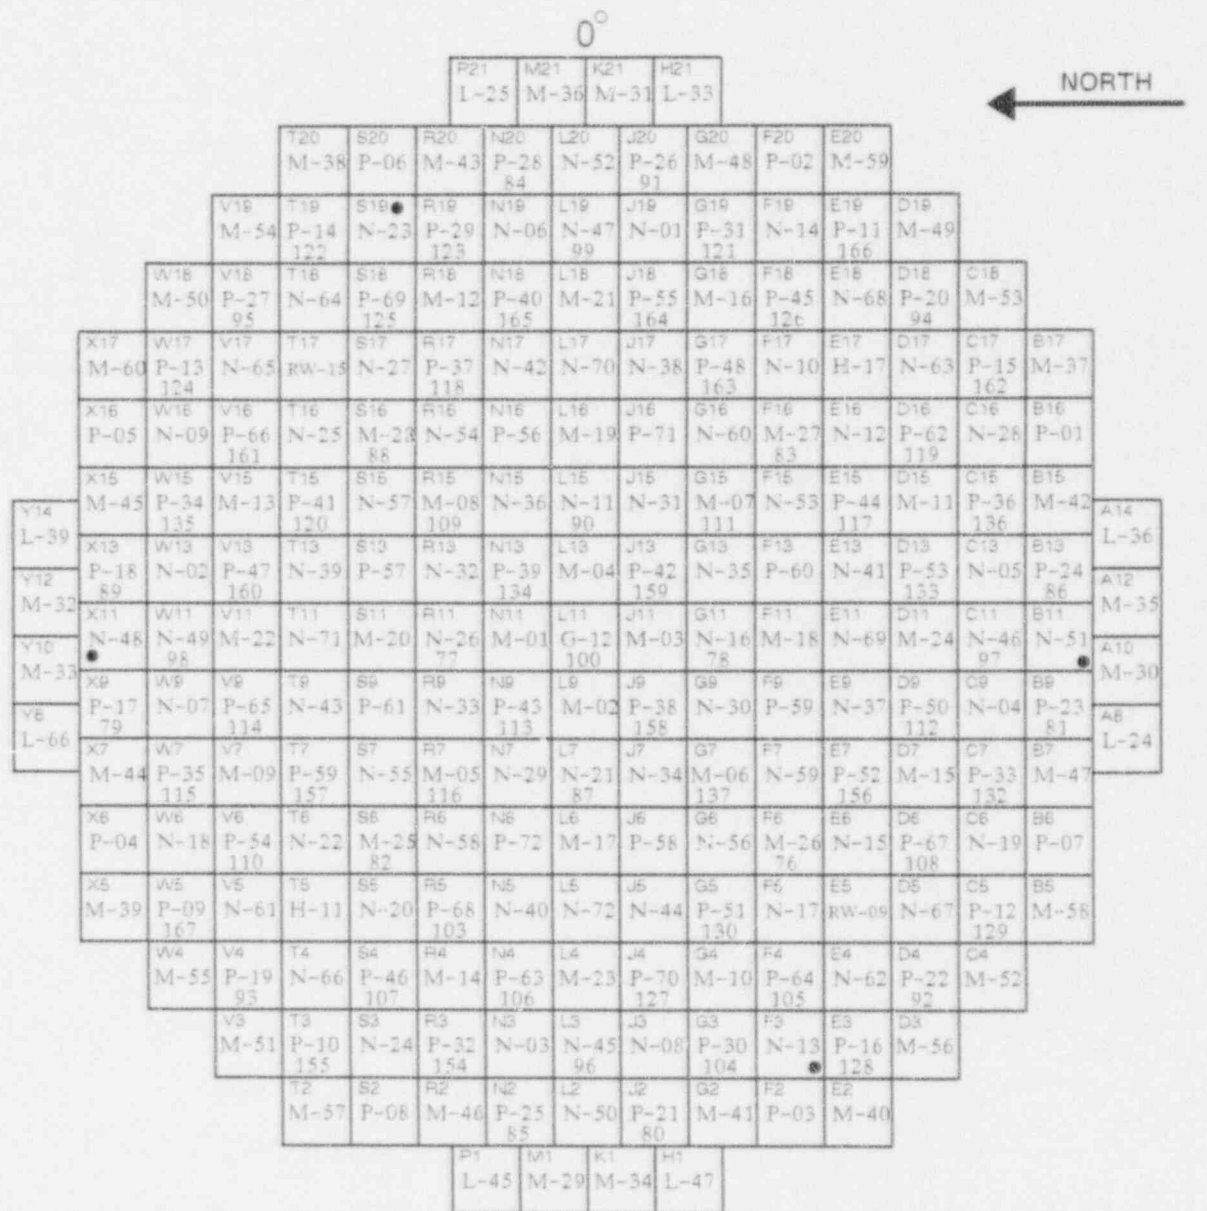 0°
NORTH
P21 M21 K21 H21
L-25 M-36 M-31 L-33
T20 S20 R20 N20 L20 J20 G20 F20 E20
M-38 P-06 M-43 P-28 N-52 P-26 M-48 P-02 M-59
84 91
V19 T19 S19 R19 N19 L19 J19 G19 F19 E19 D19
M-54 P-14 N-23 P-29 N-06 N-47 N-01 P-31 N-14 P-11 M-49
122 123 99 121 166
W18 V18 T18 S18 R18 N18 L18 J18 G18 F18 E18 D18 C18
M-50 P-27 N-64 P-69 M-12 P-40 M-21 P-55 M-16 P-45 N-68 P-20 M-53
95 125 165 164 126 94
X17 W17 V17 T17 S17 R17 N17 L17 J17 G17 F17 E17 D17 C17 B17
M-60 P-13 N-65 RW-15 N-27 P-37 N-42 N-70 N-38 P-48 N-10 H-17 N-63 P-15 M-37
124 118 163 162
X16 W16 V16 T16 S16 R16 N16 L16 J16 G16 F16 E16 D16 C16 B16
P-05 N-09 P-66 N-25 M-28 N-54 P-56 M-19 P-71 N-60 M-27 N-12 P-62 N-28 P-01
161 88 83 119
X15 W15 V15 T15 S15 R15 N15 L15 J15 G15 F15 E15 D15 C15 B15
M-45 P-34 M-13 P-41 N-57 M-08 N-36 N-11 N-31 M-07 N-53 P-44 M-11 P-36 M-42
135 120 109 90 111 117 136
Y14 A14
L-39 L-36
X13 W13 V13 T13 S13 R13 N13 L13 J13 G13 F13 E13 D13 C13 B13
P-18 N-02 P-47 N-39 P-57 N-32 P-39 M-04 P-42 N-35 P-60 N-41 P-53 N-05 P-24
89 160 134 159 133 86
Y12 A12
M-32 M-35
X11 W11 V11 T11 S11 R11 N11 L11 J11 G11 F11 E11 D11 C11 B11
N-48 N-49 M-22 N-71 M-20 N-26 M-01 G-12 M-03 N-16 M-18 N-69 M-24 N-46 N-51
98 77 100 78 97
Y10 A10
M-33 M-30
X9 W9 V9 T9 S9 R9 N9 L9 J9 G9 F9 E9 D9 C9 B9
P-17 N-07 P-65 N-43 P-61 N-33 P-43 M-02 P-38 N-30 P-59 N-37 P-50 N-04 P-23
79 114 113 158 112 81
Y8 A8
L-66 L-24
X7 W7 V7 T7 S7 R7 N7 L7 J7 G7 F7 E7 D7 C7 B7
M-44 P-35 M-09 P-59 N-55 M-05 N-29 N-21 N-34 M-06 N-59 P-52 M-15 P-33 M-47
115 157 116 87 137 156 132
X6 W6 V6 T6 S6 R6 N6 L6 J6 G6 F6 E6 D6 C6 B6
P-04 N-18 P-54 N-22 M-25 N-58 P-72 M-17 P-58 N-56 M-26 N-15 P-67 N-19 P-07
110 82 76 108
X5 W5 V5 T5 S5 R5 N5 L5 J5 G5 F5 E5 D5 C5 B5
M-39 P-09 N-61 H-11 N-20 P-68 N-40 N-72 N-44 P-51 N-17 RW-09 N-67 P-12 M-58
167 103 130 129
W4 V4 T4 S4 R4 N4 L4 J4 G4 F4 E4 D4 C4
M-55 P-19 N-66 P-46 M-14 P-63 M-23 P-70 M-10 P-64 N-62 P-22 M-52
93 107 106 127 105 92
V3 T3 S3 R3 N3 L3 J3 G3 F3 E3 D3
M-51 P-10 N-24 P-32 N-03 N-45 N-08 P-30 N-13 P-16 M-56
155 154 96 104 128
T2 S2 R2 N2 L2 J2 G2 F2 E2
M-57 P-08 M-46 P-25 N-50 P-21 M-41 P-03 M-40
85 80
P1 M1 K1 H1
L-45 M-29 M-34 L-47